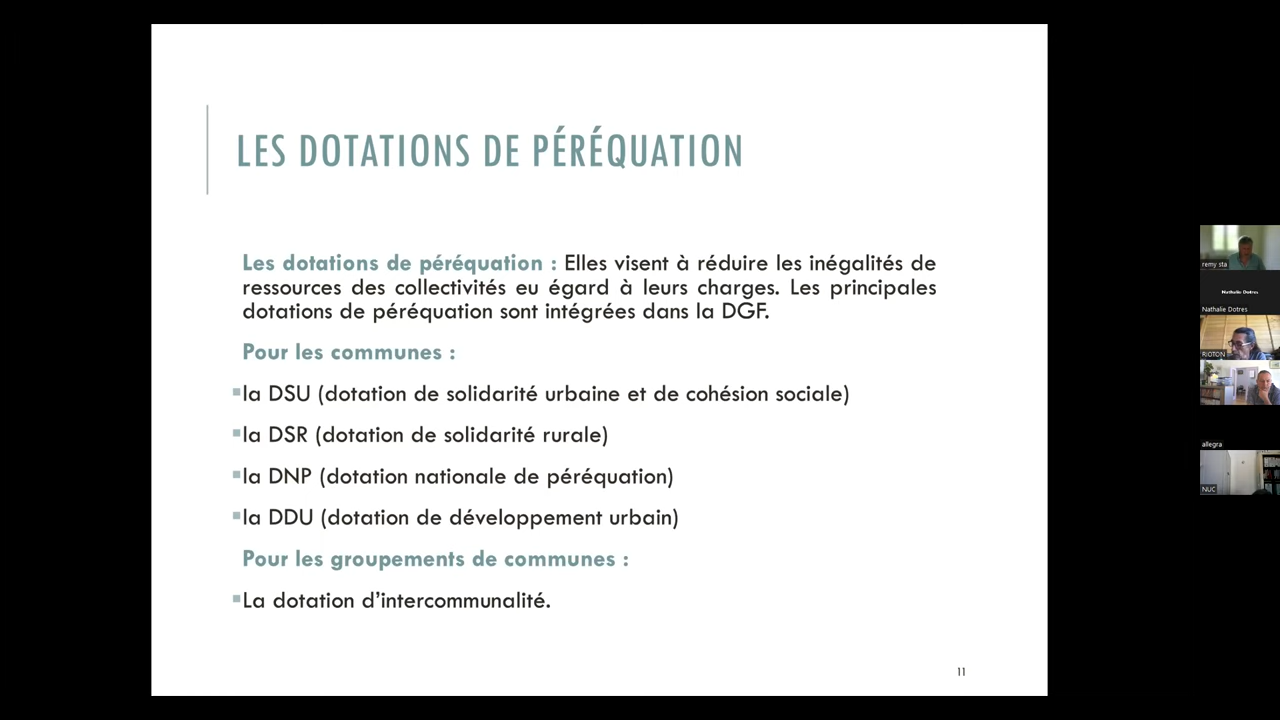 LES DOTATIONS DE PÉRÉQUATION
Les dotations de péréquation : Elles visent à réduire les inégalités de
ressources des collectivités eu égard à leurs charges. Les principales
dotations de péréquation sont intégrées dans la DGF.
Pour les communes :
▪la DSU (dotation de solidarité urbaine et de cohésion sociale)
▪la DSR (dotation de solidarité rurale)
▪la DNP (dotation nationale de péréquation)
▪la DDU (dotation de développement urbain)
Pour les groupements de communes :
▪La dotation d’intercommunalité.
11
remy sta
Nathalie Dotres
Nathalie Dotres
RIOTON
allegra
NUC